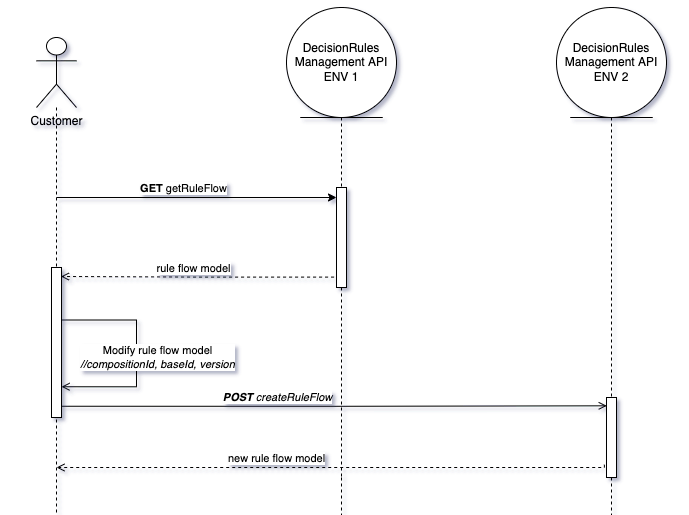 DecisionRules
Management API
ENV 1
DecisionRules
Management API
ENV 2
Customer
GET getRuleFlow
rule flow model
Modify rule flow model
//compositionId, baseId, version
POST createRuleFlow
new rule flow model